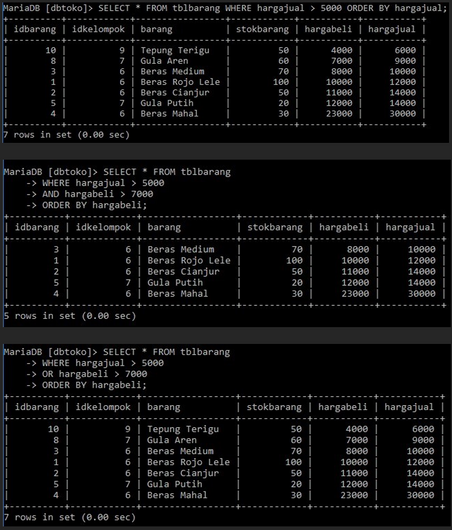 MariaDB [dbtoko]> SELECT * FROM tblbarang WHERE hargajual > 5000 ORDER BY hargajual;
+----------+------------+-----------------+------------+-----------+-----------+
| idbarang | idkelompok | barang          | stokbarang | hargabeli | hargajual |
+----------+------------+-----------------+------------+-----------+-----------+
|       10 |          9 | Tepung Terigu   |         50 |      4000 |      6000 |
|        8 |          7 | Gula Aren       |         60 |      7000 |      9000 |
|        3 |          6 | Beras Medium    |         70 |      8000 |     10000 |
|        1 |          6 | Beras Rojo Lele |        100 |     10000 |     12000 |
|        2 |          6 | Beras Cianjur   |         50 |     11000 |     14000 |
|        5 |          7 | Gula Putih      |         20 |     12000 |     14000 |
|        4 |          6 | Beras Mahal     |         30 |     23000 |     30000 |
+----------+------------+-----------------+------------+-----------+-----------+
7 rows in set (0.00 sec)
MariaDB [dbtoko]> SELECT * FROM tblbarang
    -> WHERE hargajual > 5000
    -> AND hargabeli > 7000
    -> ORDER BY hargabeli;
+----------+------------+-----------------+------------+-----------+-----------+
| idbarang | idkelompok | barang          | stokbarang | hargabeli | hargajual |
+----------+------------+-----------------+------------+-----------+-----------+
|        3 |          6 | Beras Medium    |         70 |      8000 |     10000 |
|        1 |          6 | Beras Rojo Lele |        100 |     10000 |     12000 |
|        2 |          6 | Beras Cianjur   |         50 |     11000 |     14000 |
|        5 |          7 | Gula Putih      |         20 |     12000 |     14000 |
|        4 |          6 | Beras Mahal     |         30 |     23000 |     30000 |
+----------+------------+-----------------+------------+-----------+-----------+
5 rows in set (0.00 sec)
MariaDB [dbtoko]> SELECT * FROM tblbarang
    -> WHERE hargajual > 5000
    -> OR hargabeli > 7000
    -> ORDER BY hargabeli;
+----------+------------+-----------------+------------+-----------+-----------+
| idbarang | idkelompok | barang          | stokbarang | hargabeli | hargajual |
+----------+------------+-----------------+------------+-----------+-----------+
|       10 |          9 | Tepung Terigu   |         50 |      4000 |      6000 |
|        8 |          7 | Gula Aren       |         60 |      7000 |      9000 |
|        3 |          6 | Beras Medium    |         70 |      8000 |     10000 |
|        1 |          6 | Beras Rojo Lele |        100 |     10000 |     12000 |
|        2 |          6 | Beras Cianjur   |         50 |     11000 |     14000 |
|        5 |          7 | Gula Putih      |         20 |     12000 |     14000 |
|        4 |          6 | Beras Mahal     |         30 |     23000 |     30000 |
+----------+------------+-----------------+------------+-----------+-----------+
7 rows in set (0.00 sec)